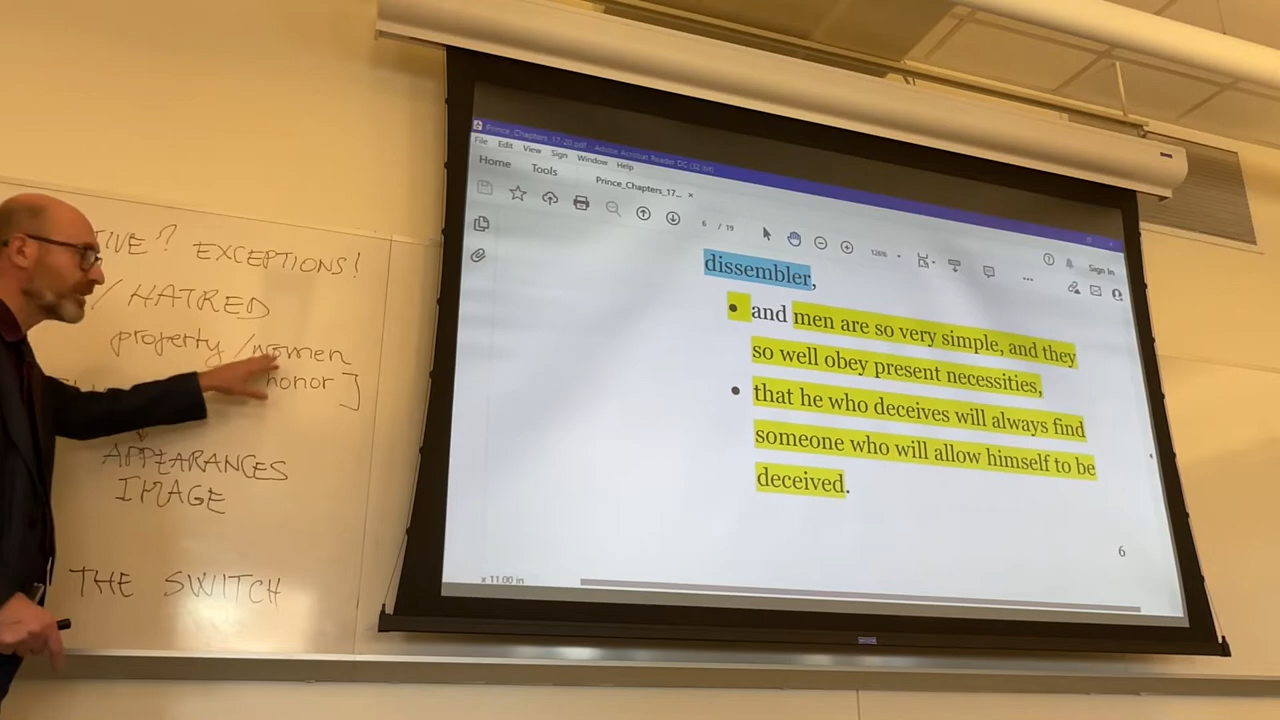 TIVE? EXCEPTIONS!
/ HATRED
property / women
honor]
APPEARANCES
IMAGE
THE SWITCH
Prince_Chapters_17-20.pdf - Adobe Acrobat Reader DC (32-bit)
File Edit View Sign Window Help
Home Tools Prince_Chapters_17... ×
6 / 19 126% Sign In
dissembler,
• and men are so very simple, and they
so well obey present necessities,
• that he who deceives will always find
someone who will allow himself to be
deceived.
6
x 11.00 in